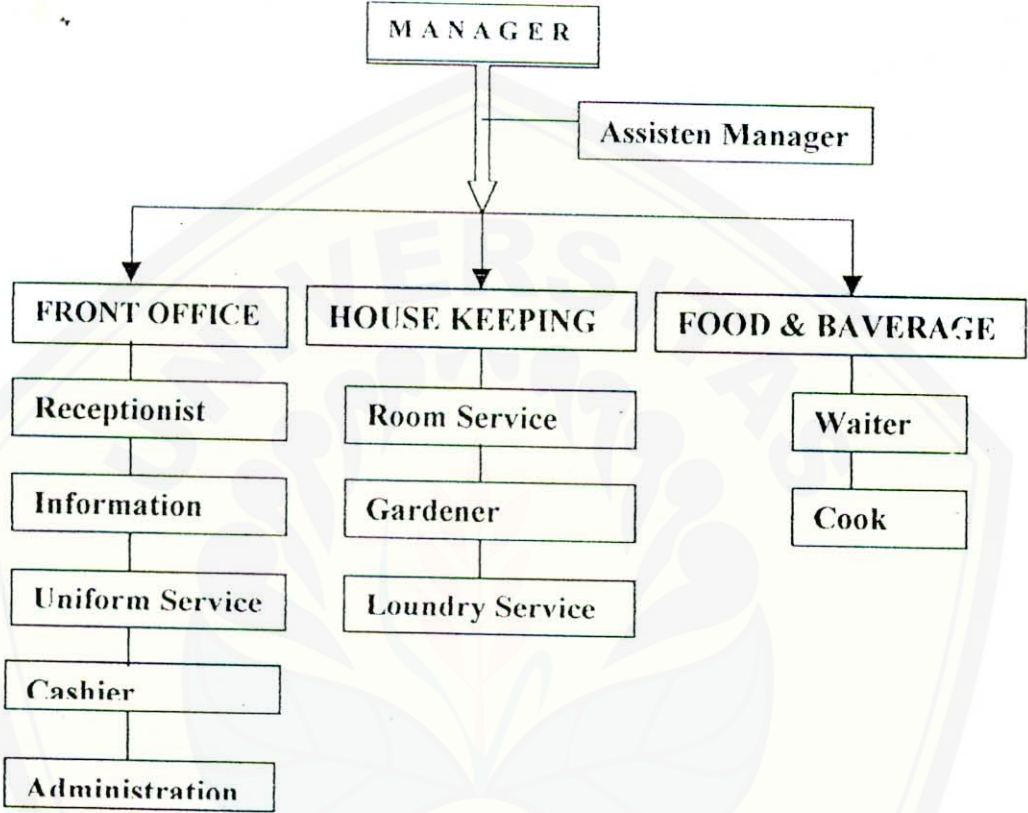 MANAGER
Assisten Manager
FRONT OFFICE
HOUSE KEEPING
FOOD & BAVERAGE
Receptionist
Room Service
Waiter
Information
Gardener
Cook
Uniform Service
Loundry Service
Cashier
Administration
UNIVERSITAS